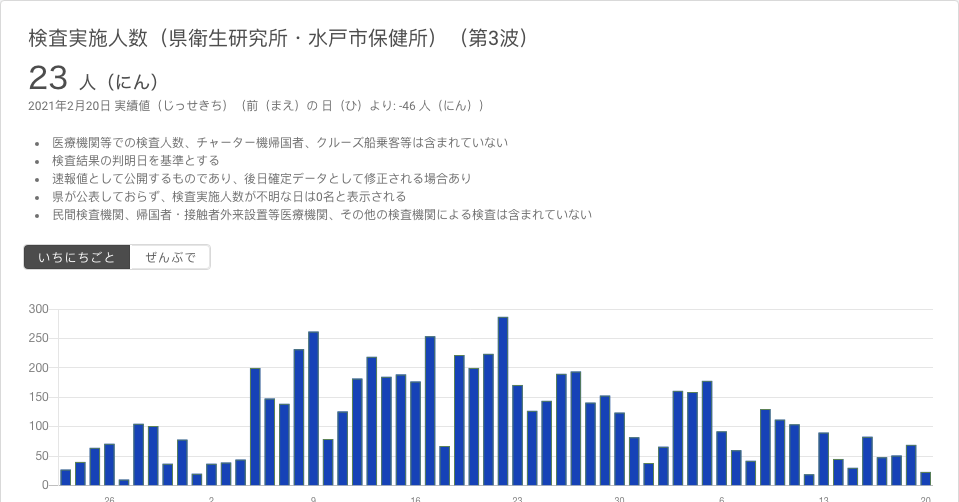 検査実施人数（県衛生研究所・水戸市保健所）（第3波）
23 人（にん）
2021年2月20日 実績値（じっせきち）（前（まえ）の 日（ひ）より: -46 人（にん））
医療機関等での検査人数、チャーター機帰国者、クルーズ船乗客等は含まれていない
検査結果の判明日を基準とする
速報値として公開するものであり、後日確定データとして修正される場合あり
県が公表しておらず、検査実施人数が不明な日は0名と表示される
民間検査機関、帰国者・接触者外来設置等医療機関、その他の検査機関による検査は含まれていない
いちにちごと ぜんぶで
300
250
200
150
100
50
0
26 2 9 16 23 30 6 13 20